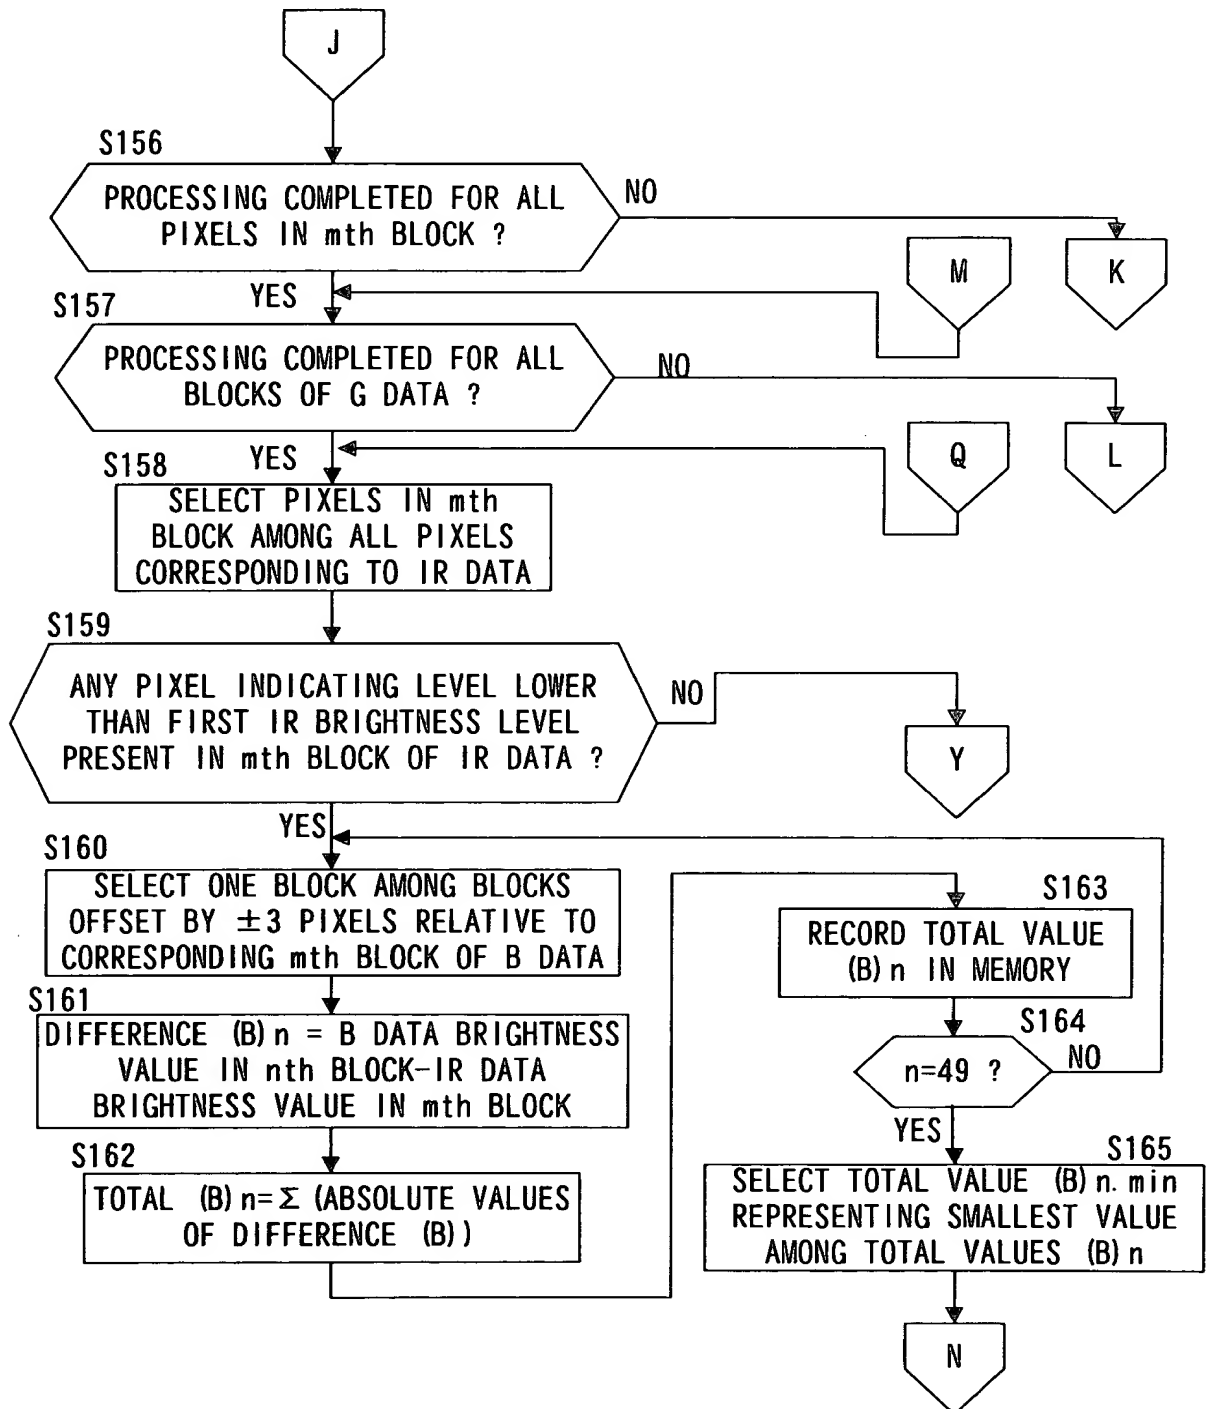 J
S156
PROCESSING COMPLETED FOR ALL
PIXELS IN mth BLOCK ?
NO
M
K
YES
S157
PROCESSING COMPLETED FOR ALL
BLOCKS OF G DATA ?
NO
Q
L
YES
S158
SELECT PIXELS IN mth
BLOCK AMONG ALL PIXELS
CORRESPONDING TO IR DATA
S159
ANY PIXEL INDICATING LEVEL LOWER
THAN FIRST IR BRIGHTNESS LEVEL
PRESENT IN mth BLOCK OF IR DATA ?
NO
Y
YES
S160
SELECT ONE BLOCK AMONG BLOCKS
OFFSET BY ±3 PIXELS RELATIVE TO
CORRESPONDING mth BLOCK OF B DATA
S161
DIFFERENCE (B)n = B DATA BRIGHTNESS
VALUE IN nth BLOCK-IR DATA
BRIGHTNESS VALUE IN mth BLOCK
S162
TOTAL (B)n=Σ (ABSOLUTE VALUES
OF DIFFERENCE (B))
S163
RECORD TOTAL VALUE
(B)n IN MEMORY
S164
n=49 ?
NO
YES
S165
SELECT TOTAL VALUE (B)n.min
REPRESENTING SMALLEST VALUE
AMONG TOTAL VALUES (B)n
N